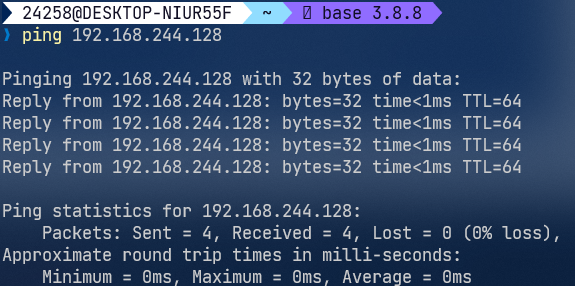 24258@DESKTOP-NIUR55F ~ base 3.8.8
❯ ping 192.168.244.128
Pinging 192.168.244.128 with 32 bytes of data:
Reply from 192.168.244.128: bytes=32 time<1ms TTL=64
Reply from 192.168.244.128: bytes=32 time<1ms TTL=64
Reply from 192.168.244.128: bytes=32 time<1ms TTL=64
Reply from 192.168.244.128: bytes=32 time<1ms TTL=64
Ping statistics for 192.168.244.128:
Packets: Sent = 4, Received = 4, Lost = 0 (0% loss),
Approximate round trip times in milli-seconds:
Minimum = 0ms, Maximum = 0ms, Average = 0ms